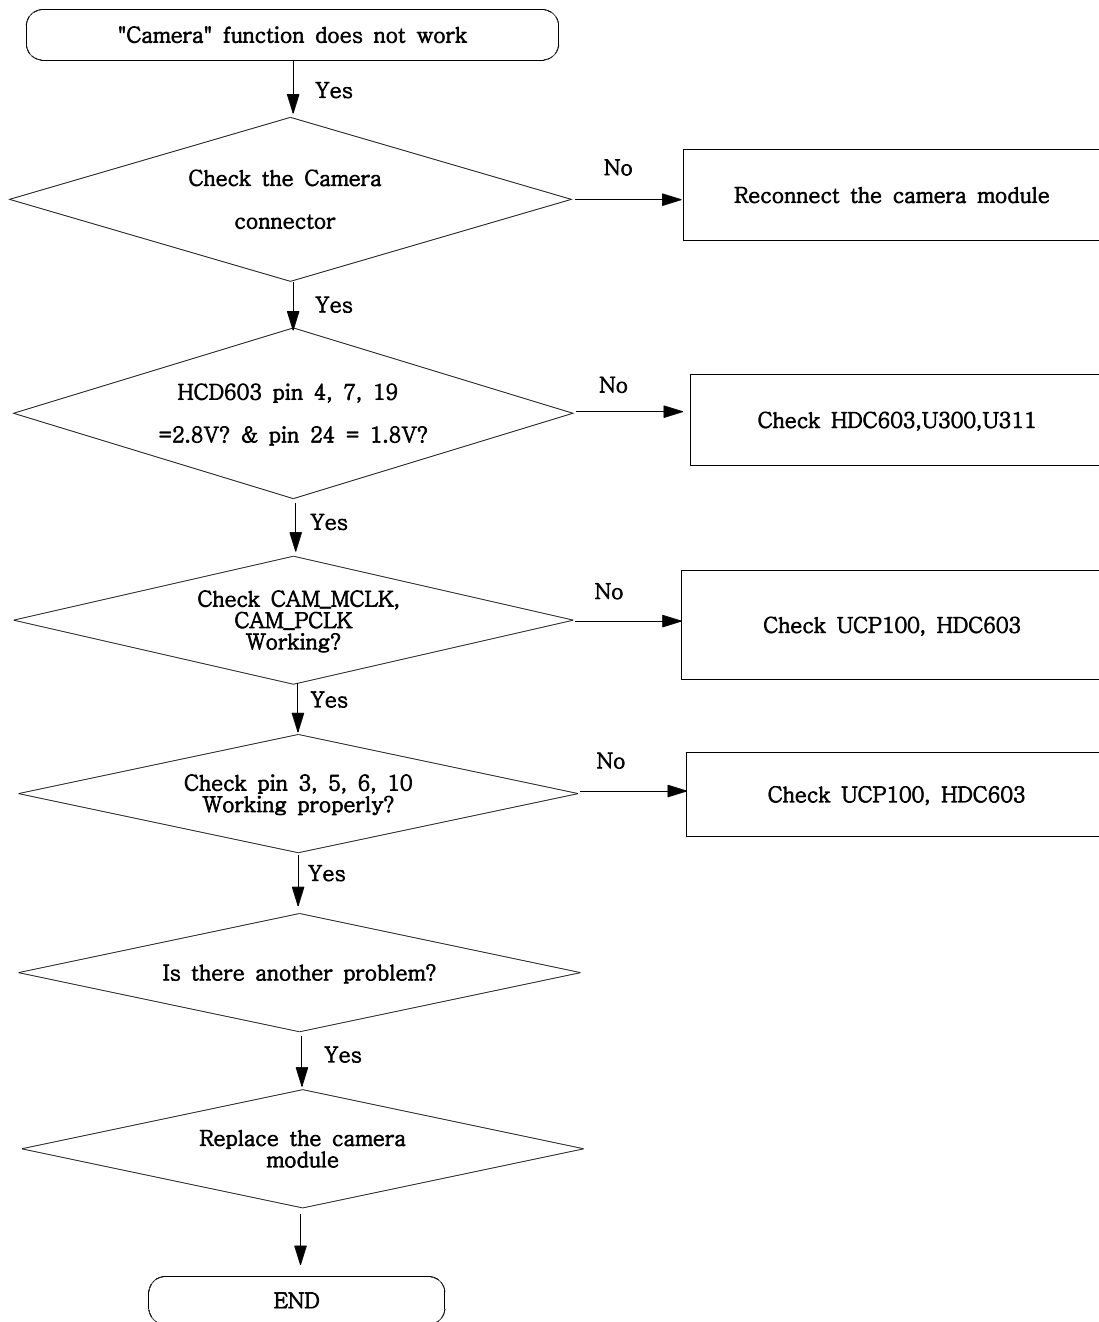 "Camera" function does not work
Yes
Check the Camera
connector
No
Reconnect the camera module
Yes
HCD603 pin 4, 7, 19
=2.8V? & pin 24 = 1.8V?
No
Check HDC603,U300,U311
Yes
Check CAM_MCLK,
CAM_PCLK
Working?
No
Check UCP100, HDC603
Yes
Check pin 3, 5, 6, 10
Working properly?
No
Check UCP100, HDC603
Yes
Is there another problem?
Yes
Replace the camera
module
END